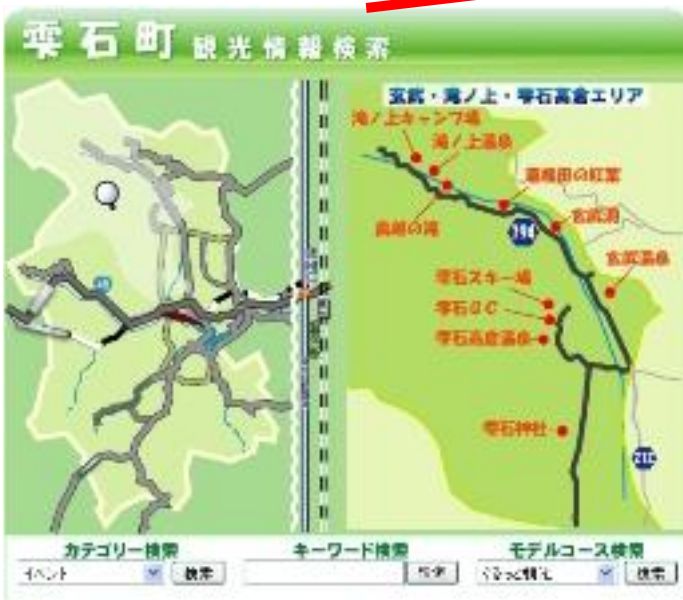 雫石町 観光情報検索
玄武・滝ノ上・雫石高倉エリア
滝ノ上キャンプ場
滝ノ上温泉
葛根田の紅葉
鳥越の滝
194
玄武洞
玄武温泉
雫石スキー場
雫石GC
雫石高倉温泉
雫石神社
212
46
カテゴリー検索
キーワード検索
モデルコース検索
イベント
検索
検索
検索